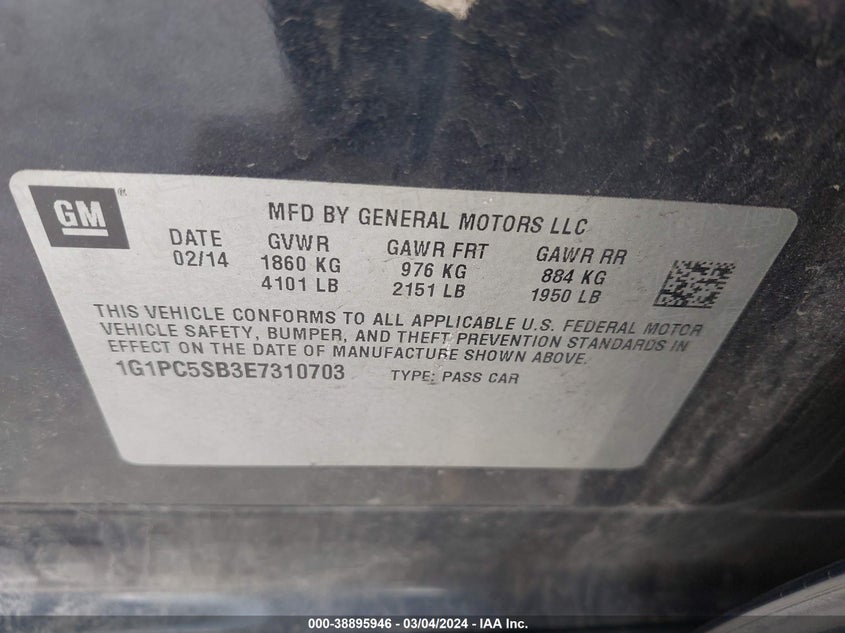 GM
MFD BY GENERAL MOTORS LLC
DATE GVWR GAWR FRT GAWR RR
02/14 1860 KG 976 KG 884 KG
4101 LB 2151 LB 1950 LB
THIS VEHICLE CONFORMS TO ALL APPLICABLE U.S. FEDERAL MOTOR
VEHICLE SAFETY, BUMPER, AND THEFT PREVENTION STANDARDS IN
EFFECT ON THE DATE OF MANUFACTURE SHOWN ABOVE.
1G1PC5SB3E7310703 TYPE: PASS CAR
000-38895946 - 03/04/2024 - IAA Inc.